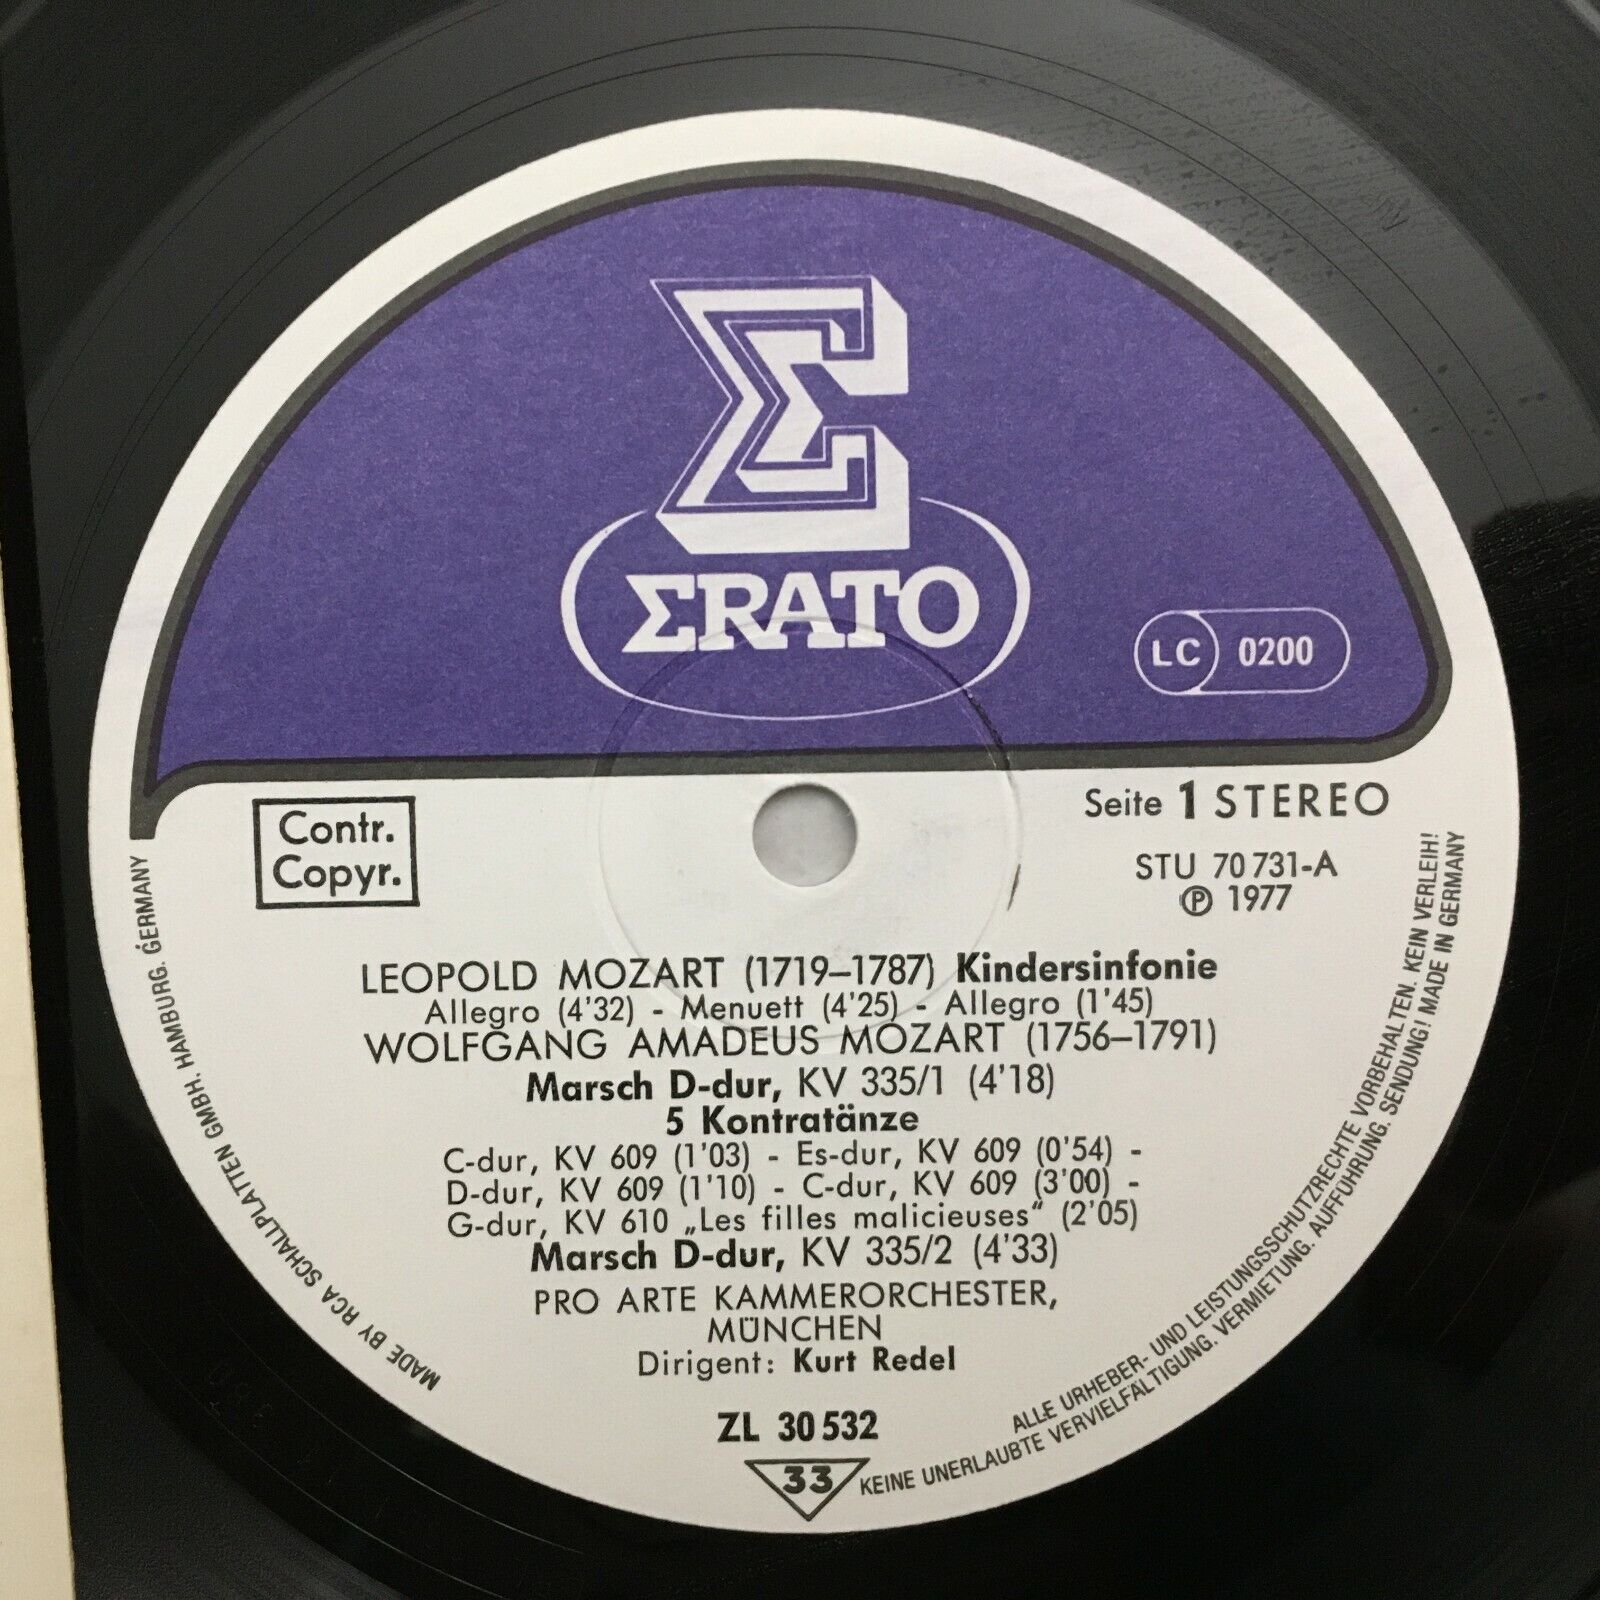 ΣRATO
LC 0200
Contr.
Copyr.
Seite 1 STEREO
STU 70 731-A
℗ 1977
LEOPOLD MOZART (1719–1787) Kindersinfonie
Allegro (4'32) - Menuett (4'25) - Allegro (1'45)
WOLFGANG AMADEUS MOZART (1756–1791)
Marsch D-dur, KV 335/1 (4'18)
5 Kontratänze
C-dur, KV 609 (1'03) - Es-dur, KV 609 (0'54) -
D-dur, KV 609 (1'10) - C-dur, KV 609 (3'00) -
G-dur, KV 610 „Les filles malicieuses“ (2'05)
Marsch D-dur, KV 335/2 (4'33)
PRO ARTE KAMMERORCHESTER,
MÜNCHEN
Dirigent: Kurt Redel
ZL 30 532
33
MADE BY RCA SCHALLPLATTEN GMBH. HAMBURG. GERMANY
ALLE URHEBER- UND LEISTUNGSSCHUTZRECHTE VORBEHALTEN. KEIN VERLEIH!
KEINE UNERLAUBTE VERVIELFÄLTIGUNG. VERMIETUNG. AUFFÜHRUNG. SENDUNG! MADE IN GERMANY